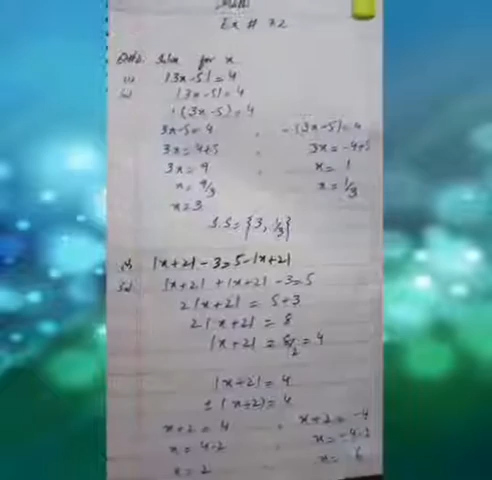 Math
Ex # 3.2
Q#2. Solve for x
(i) |3x-5| = 4
Sol |3x-5| = 4
±(3x-5) = 4
3x-5 = 4 , -(3x-5) = 4
3x = 4+5 , 3x = -4+5
3x = 9 , x = 1
x = 9/3 x = 1/3
x = 3
S.S = {3, 1/3}
|x+2| - 3 = 5 - |x+2|
Sol |x+2| + |x+2| - 3 = 5
2|x+2| = 5+3
2|x+2| = 8
|x+2| = 8/2 = 4
|x+2| = 4
± (x+2) = 4
x+2 = 4 , x+2 = -4
x = 4-2 , x = -4-2
x = 2 x = 6